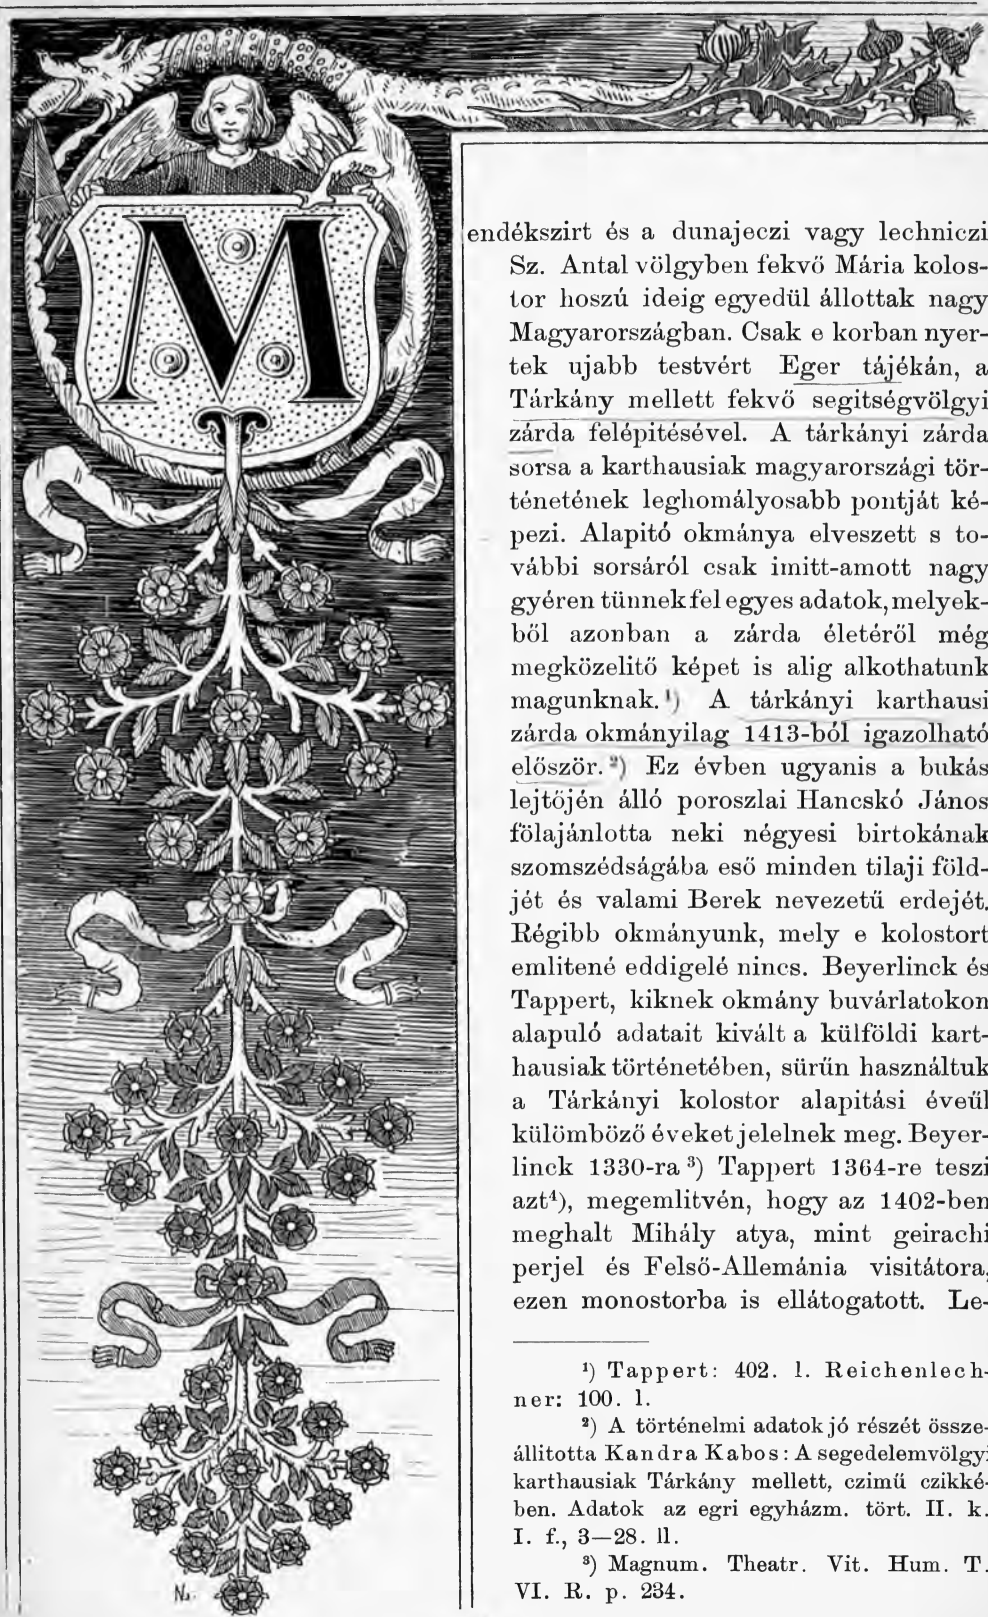 M
endékszirt és a dunajeczi vagy lechniczi
Sz. Antal völgyben fekvő Mária kolos-
tor hoszú ideig egyedül állottak nagy
Magyarországban. Csak e korban nyer-
tek ujabb testvért Eger tájékán, a
Tárkány mellett fekvő segitségvölgyi
zárda felépitésével. A tárkányi zárda
sorsa a karthausiak magyarországi tör-
ténetének leghomályosabb pontját ké-
pezi. Alapitó okmánya elveszett s to-
vábbi sorsáról csak imitt-amott nagy
gyéren tünnek fel egyes adatok, melyek-
ből azonban a zárda életéről még
megközelitő képet is alig alkothatunk
magunknak.¹) A tárkányi karthausi
zárda okmányilag 1413-ból igazolható
először.²) Ez évben ugyanis a bukás
lejtőjén álló poroszlai Hancskó János
fölajánlotta neki négyesi birtokának
szomszédságába eső minden tilaji föld-
jét és valami Berek nevezetű erdejét.
Régibb okmányunk, mely e kolostort
emlitené eddigelé nincs. Beyerlinck és
Tappert, kiknek okmány buvárlatokon
alapuló adatait kivált a külföldi kart-
hausiak történetében, sürűn használtuk
a Tárkányi kolostor alapitási éveűl
külömböző éveket jelelnek meg. Beyer-
linck 1330-ra ³) Tappert 1364-re teszi
azt⁴), megemlitvén, hogy az 1402-ben
meghalt Mihály atya, mint geirachi
perjel és Felső-Allemánia visitátora,
ezen monostorba is ellátogatott. Le-
¹) Tappert: 402. l. Reichenlech-
ner: 100. l.
²) A történelmi adatok jó részét össze-
állitotta Kandra Kabos: A segedelemvölgyi
karthausiak Tárkány mellett, czimű czikké-
ben. Adatok az egri egyházm. tört. II. k.
I. f., 3—28. ll.
³) Magnum. Theatr. Vit. Hum. T.
VI. R. p. 234.